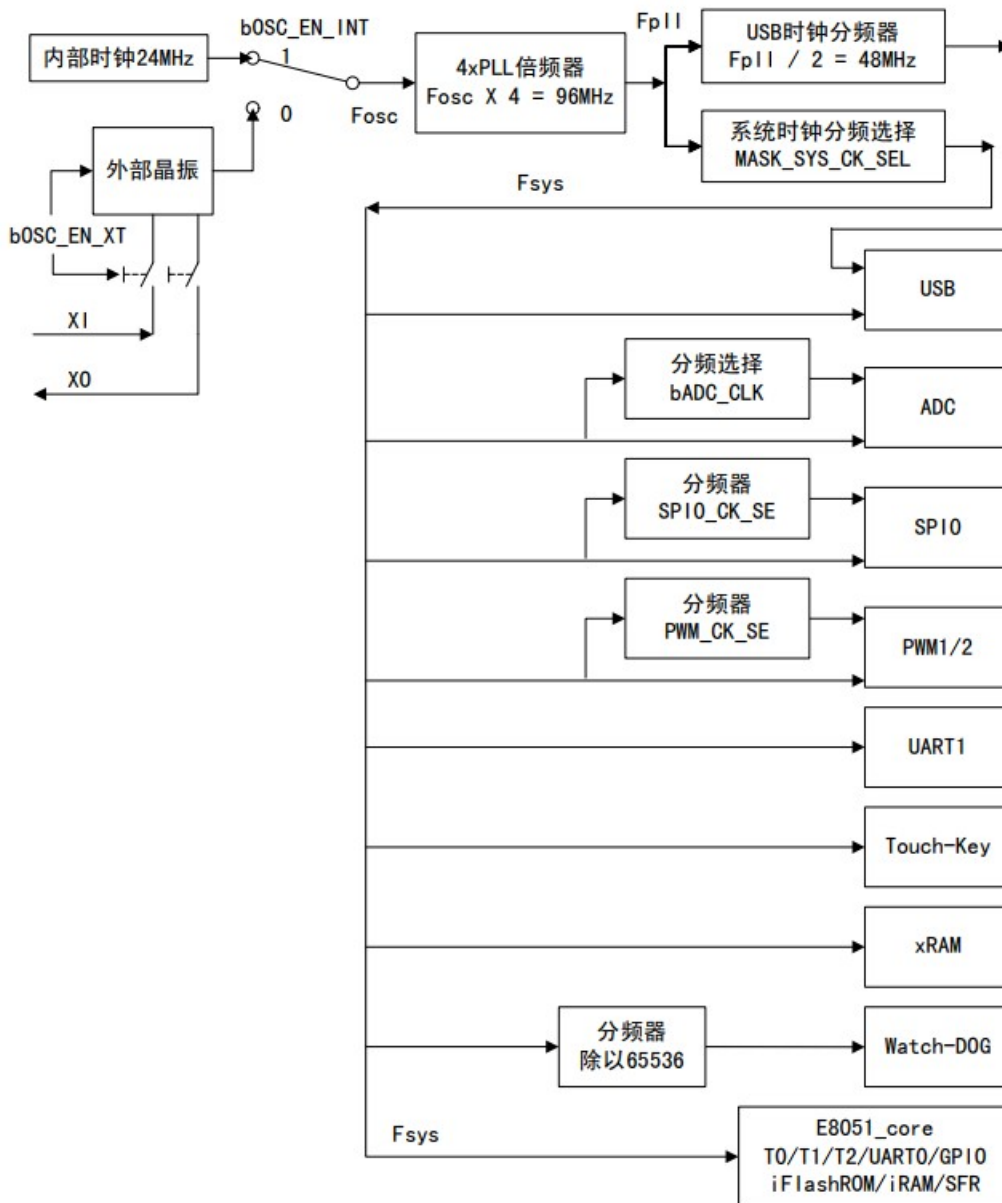 bOSC_EN_INT
内部时钟24MHz
1
0
Fosc
4xPLL倍频器
Fosc X 4 = 96MHz
Fpll
USB时钟分频器
Fpll / 2 = 48MHz
系统时钟分频选择
MASK_SYS_CK_SEL
外部晶振
bOSC_EN_XT
XI
XO
Fsys
USB
分频选择
bADC_CLK
ADC
分频器
SPI0_CK_SE
SPI0
分频器
PWM_CK_SE
PWM1/2
UART1
Touch-Key
xRAM
分频器
除以65536
Watch-DOG
Fsys
E8051_core
T0/T1/T2/UART0/GPIO
iFlashROM/iRAM/SFR